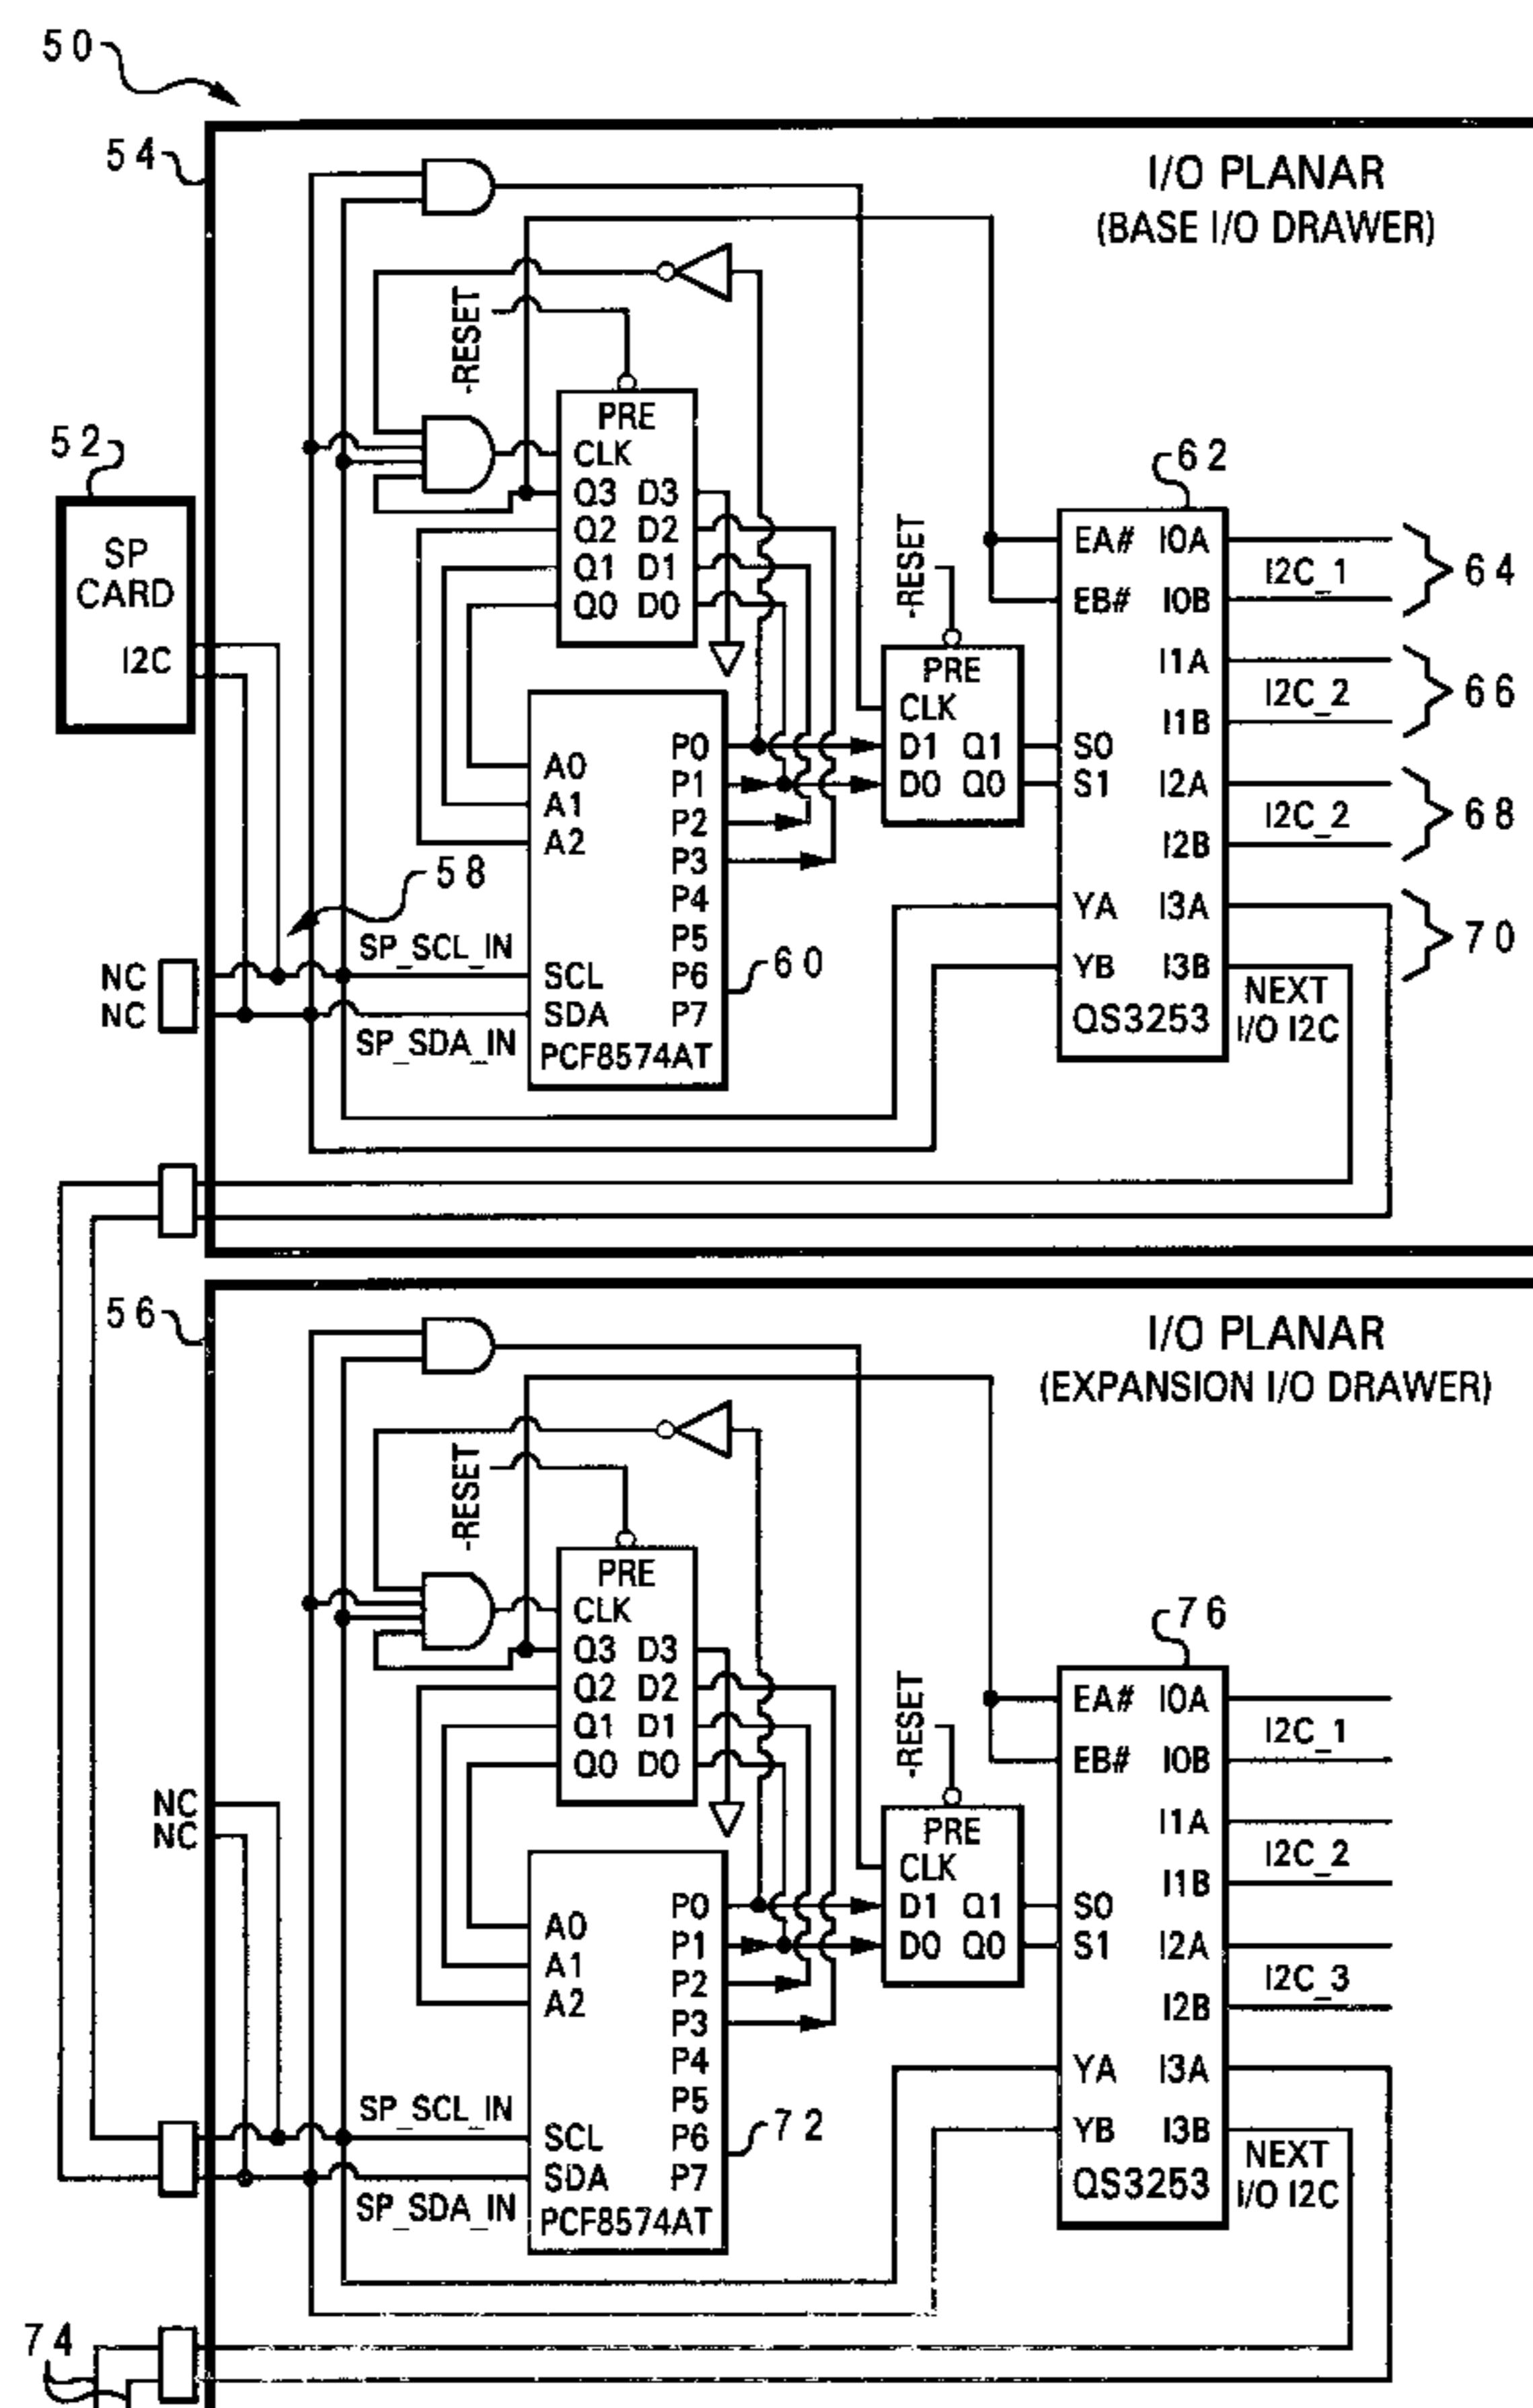 50
54
I/O PLANAR
(BASE I/O DRAWER)
-RESET
PRE
CLK
Q3 D3
Q2 D2
Q1 D1
Q0 D0
52
SP
CARD
I2C
62
EA# I0A
I2C_1
EB# I0B
64
I1A
I2C_2
I1B
66
S0
S1 I2A
I2C_2
I2B
68
YA I3A
YB I3B
70
QS3253
NEXT
I/O I2C
-RESET
PRE
CLK
D1 Q1
D0 Q0
P0
A0 P1
A1 P2
A2 P3
P4
P5
SCL P6
SDA P7
PCF8574AT
60
58
SP_SCL_IN
SP_SDA_IN
NC
NC
56
I/O PLANAR
(EXPANSION I/O DRAWER)
-RESET
PRE
CLK
Q3 D3
Q2 D2
Q1 D1
Q0 D0
76
EA# I0A
I2C_1
EB# I0B
I1A
I2C_2
I1B
S0
S1 I2A
I2C_3
I2B
YA I3A
YB I3B
QS3253
NEXT
I/O I2C
-RESET
PRE
CLK
D1 Q1
D0 Q0
NC
NC
P0
A0 P1
A1 P2
A2 P3
P4
P5
SCL P6
SDA P7
PCF8574AT
72
SP_SCL_IN
SP_SDA_IN
74